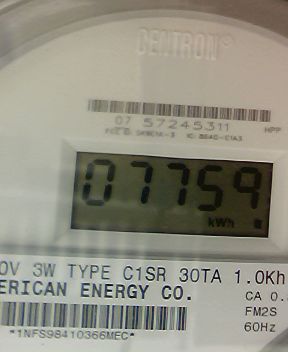 CENTRON®
07 57245311
HPP
07759
kWh
0V 3W TYPE C1SR 30TA 1.0Kh
ERICAN ENERGY CO.
CA 0.
FM2S
60Hz
*1NFS98410366MEC*